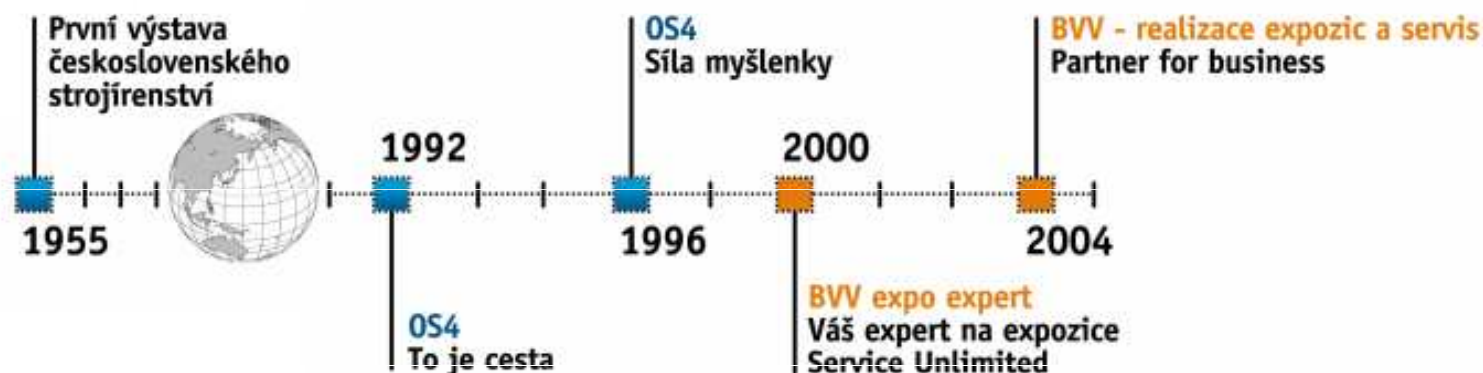 První výstava
československého
strojírenství
1955
1992
OS4
To je cesta
OS4
Síla myšlenky
1996
2000
BVV expo expert
Váš expert na expozice
Service Unlimited
BVV - realizace expozic a servis
Partner for business
2004